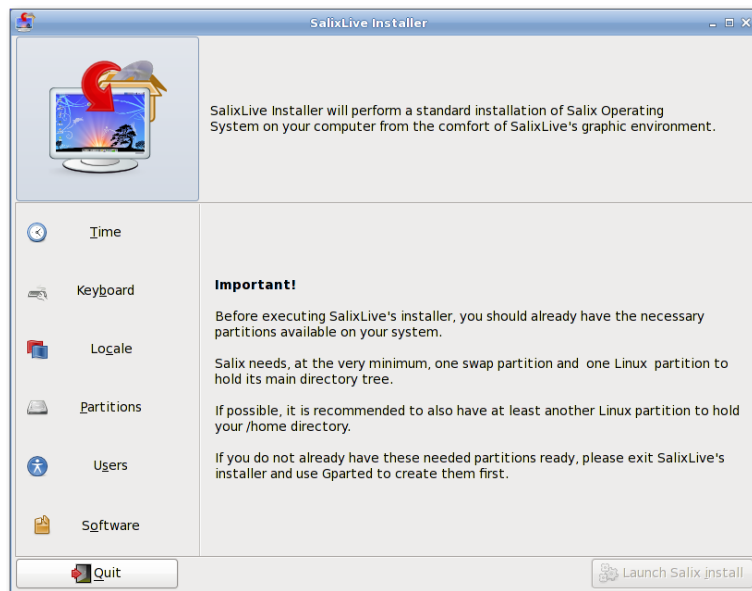 SalixLive Installer
SalixLive Installer will perform a standard installation of Salix Operating
System on your computer from the comfort of SalixLive's graphic environment.
Time
Keyboard
Locale
Partitions
Users
Software
Important!
Before executing SalixLive's installer, you should already have the necessary
partitions available on your system.
Salix needs, at the very minimum, one swap partition and one Linux partition to
hold its main directory tree.
If possible, it is recommended to also have at least another Linux partition to hold
your /home directory.
If you do not already have these needed partitions ready, please exit SalixLive's
installer and use Gparted to create them first.
Quit
Launch Salix install